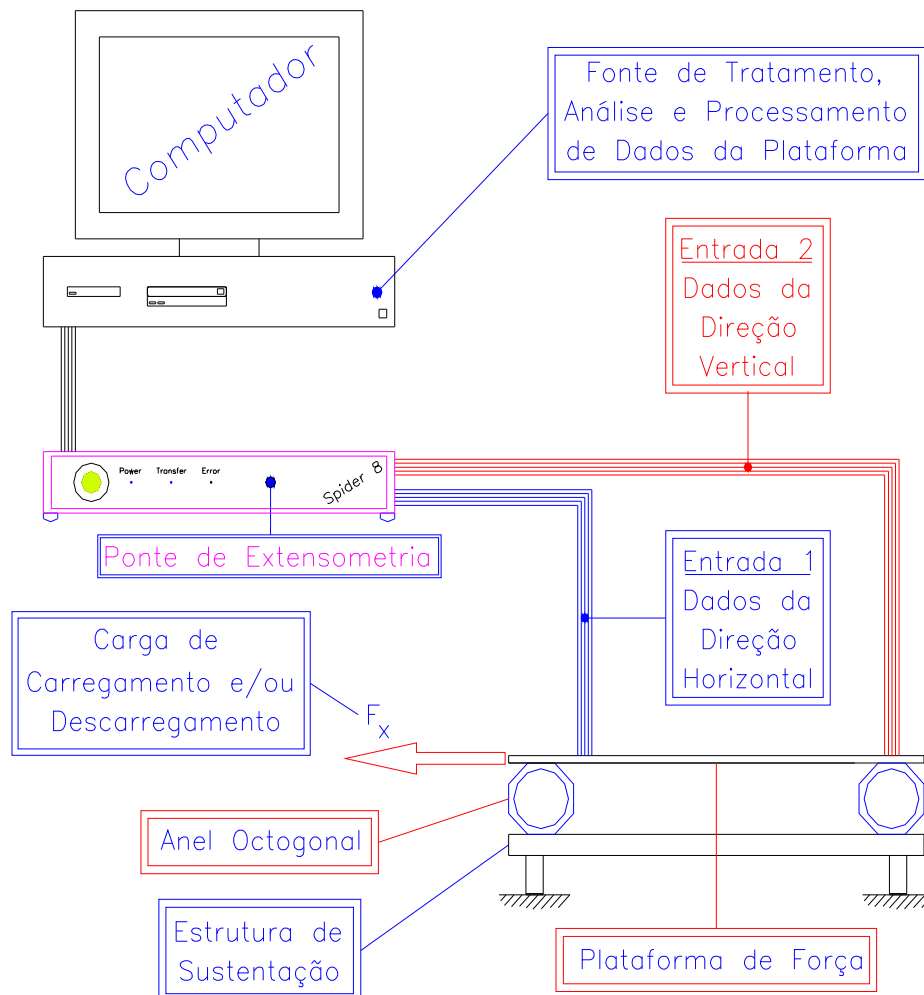 Computador
Fonte de Tratamento,
Análise e Processamento
de Dados da Plataforma
Entrada 2
Dados da
Direção
Vertical
Power
Transfer
Error
Spider 8
Ponte de Extensometria
Entrada 1
Dados da
Direção
Horizontal
Carga de
Carregamento e/ou
Descarregamento
Fx
Anel Octogonal
Estrutura de
Sustentação
Plataforma de Força